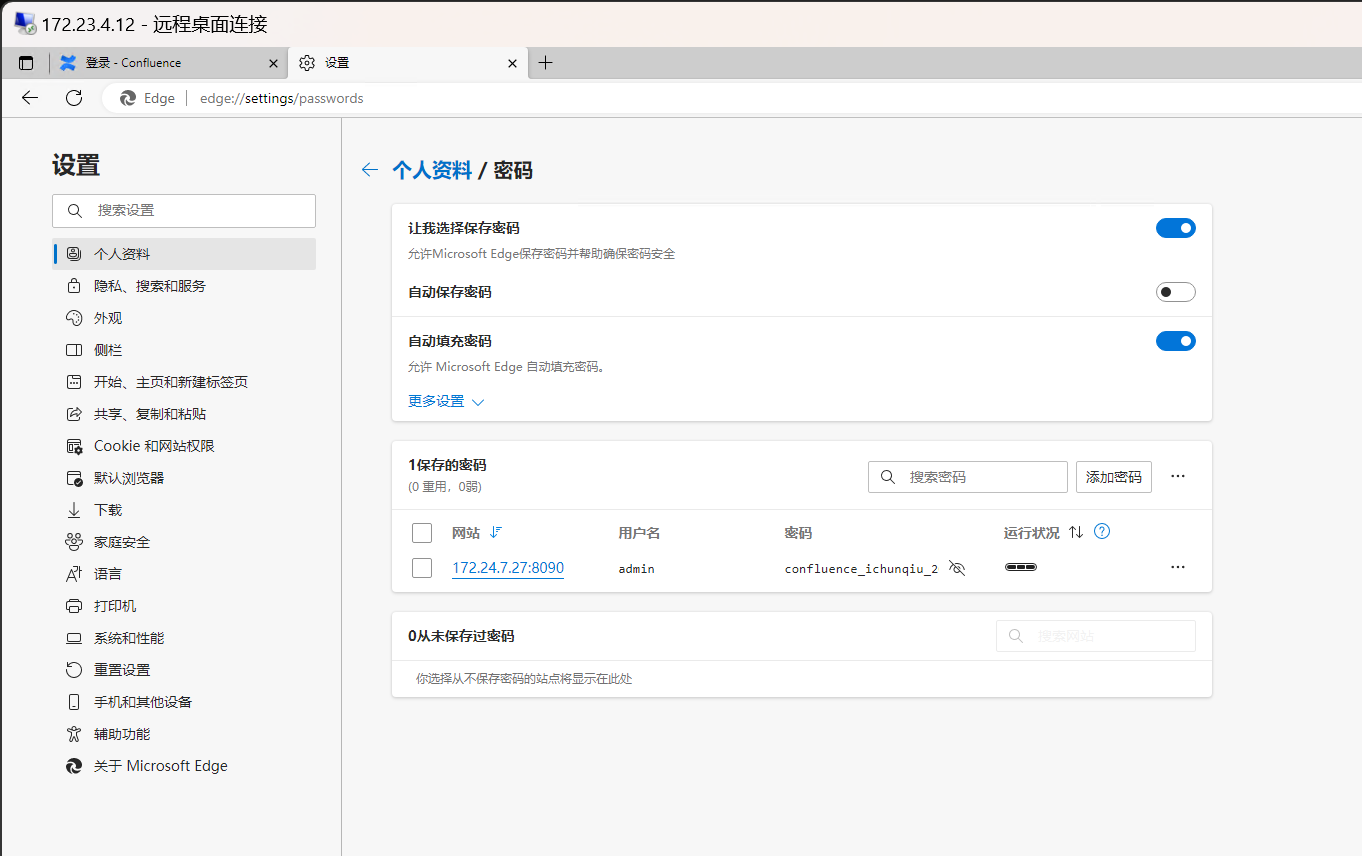 172.23.4.12 - 远程桌面连接
登录 - Confluence
设置
Edge
edge://settings/passwords
设置
搜索设置
个人资料
隐私、搜索和服务
外观
侧栏
开始、主页和新建标签页
共享、复制和粘贴
Cookie 和网站权限
默认浏览器
下载
家庭安全
语言
打印机
系统和性能
重置设置
手机和其他设备
辅助功能
关于 Microsoft Edge
个人资料 / 密码
让我选择保存密码
允许Microsoft Edge保存密码并帮助确保密码安全
自动保存密码
自动填充密码
允许 Microsoft Edge 自动填充密码。
更多设置
1保存的密码
(0 重用，0弱)
搜索密码
添加密码
网站 用户名 密码 运行状况
172.24.7.27:8090 admin confluence_ichunqiu_2
0从未保存过密码
搜索网站
你选择从不保存密码的站点将显示在此处